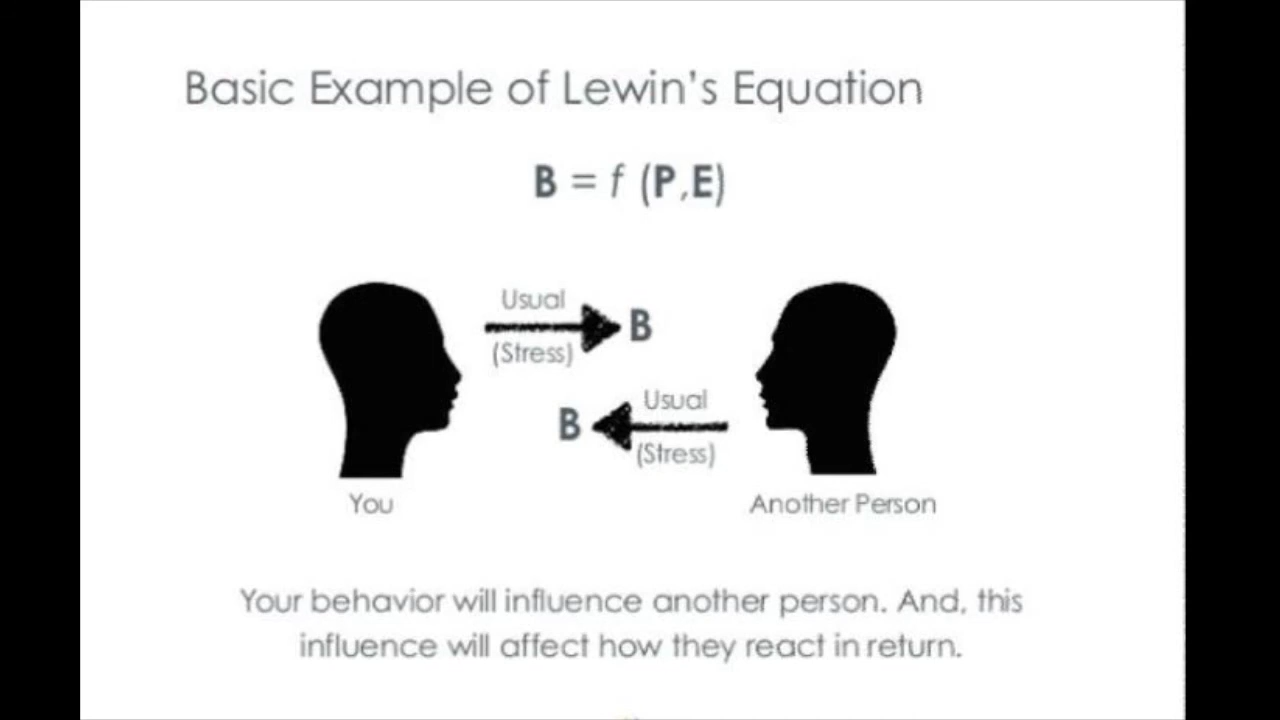 Basic Example of Lewin's Equation
B = f (P,E)
Usual
(Stress)
B
B
Usual
(Stress)
You
Another Person
Your behavior will influence another person. And, this
influence will affect how they react in return.